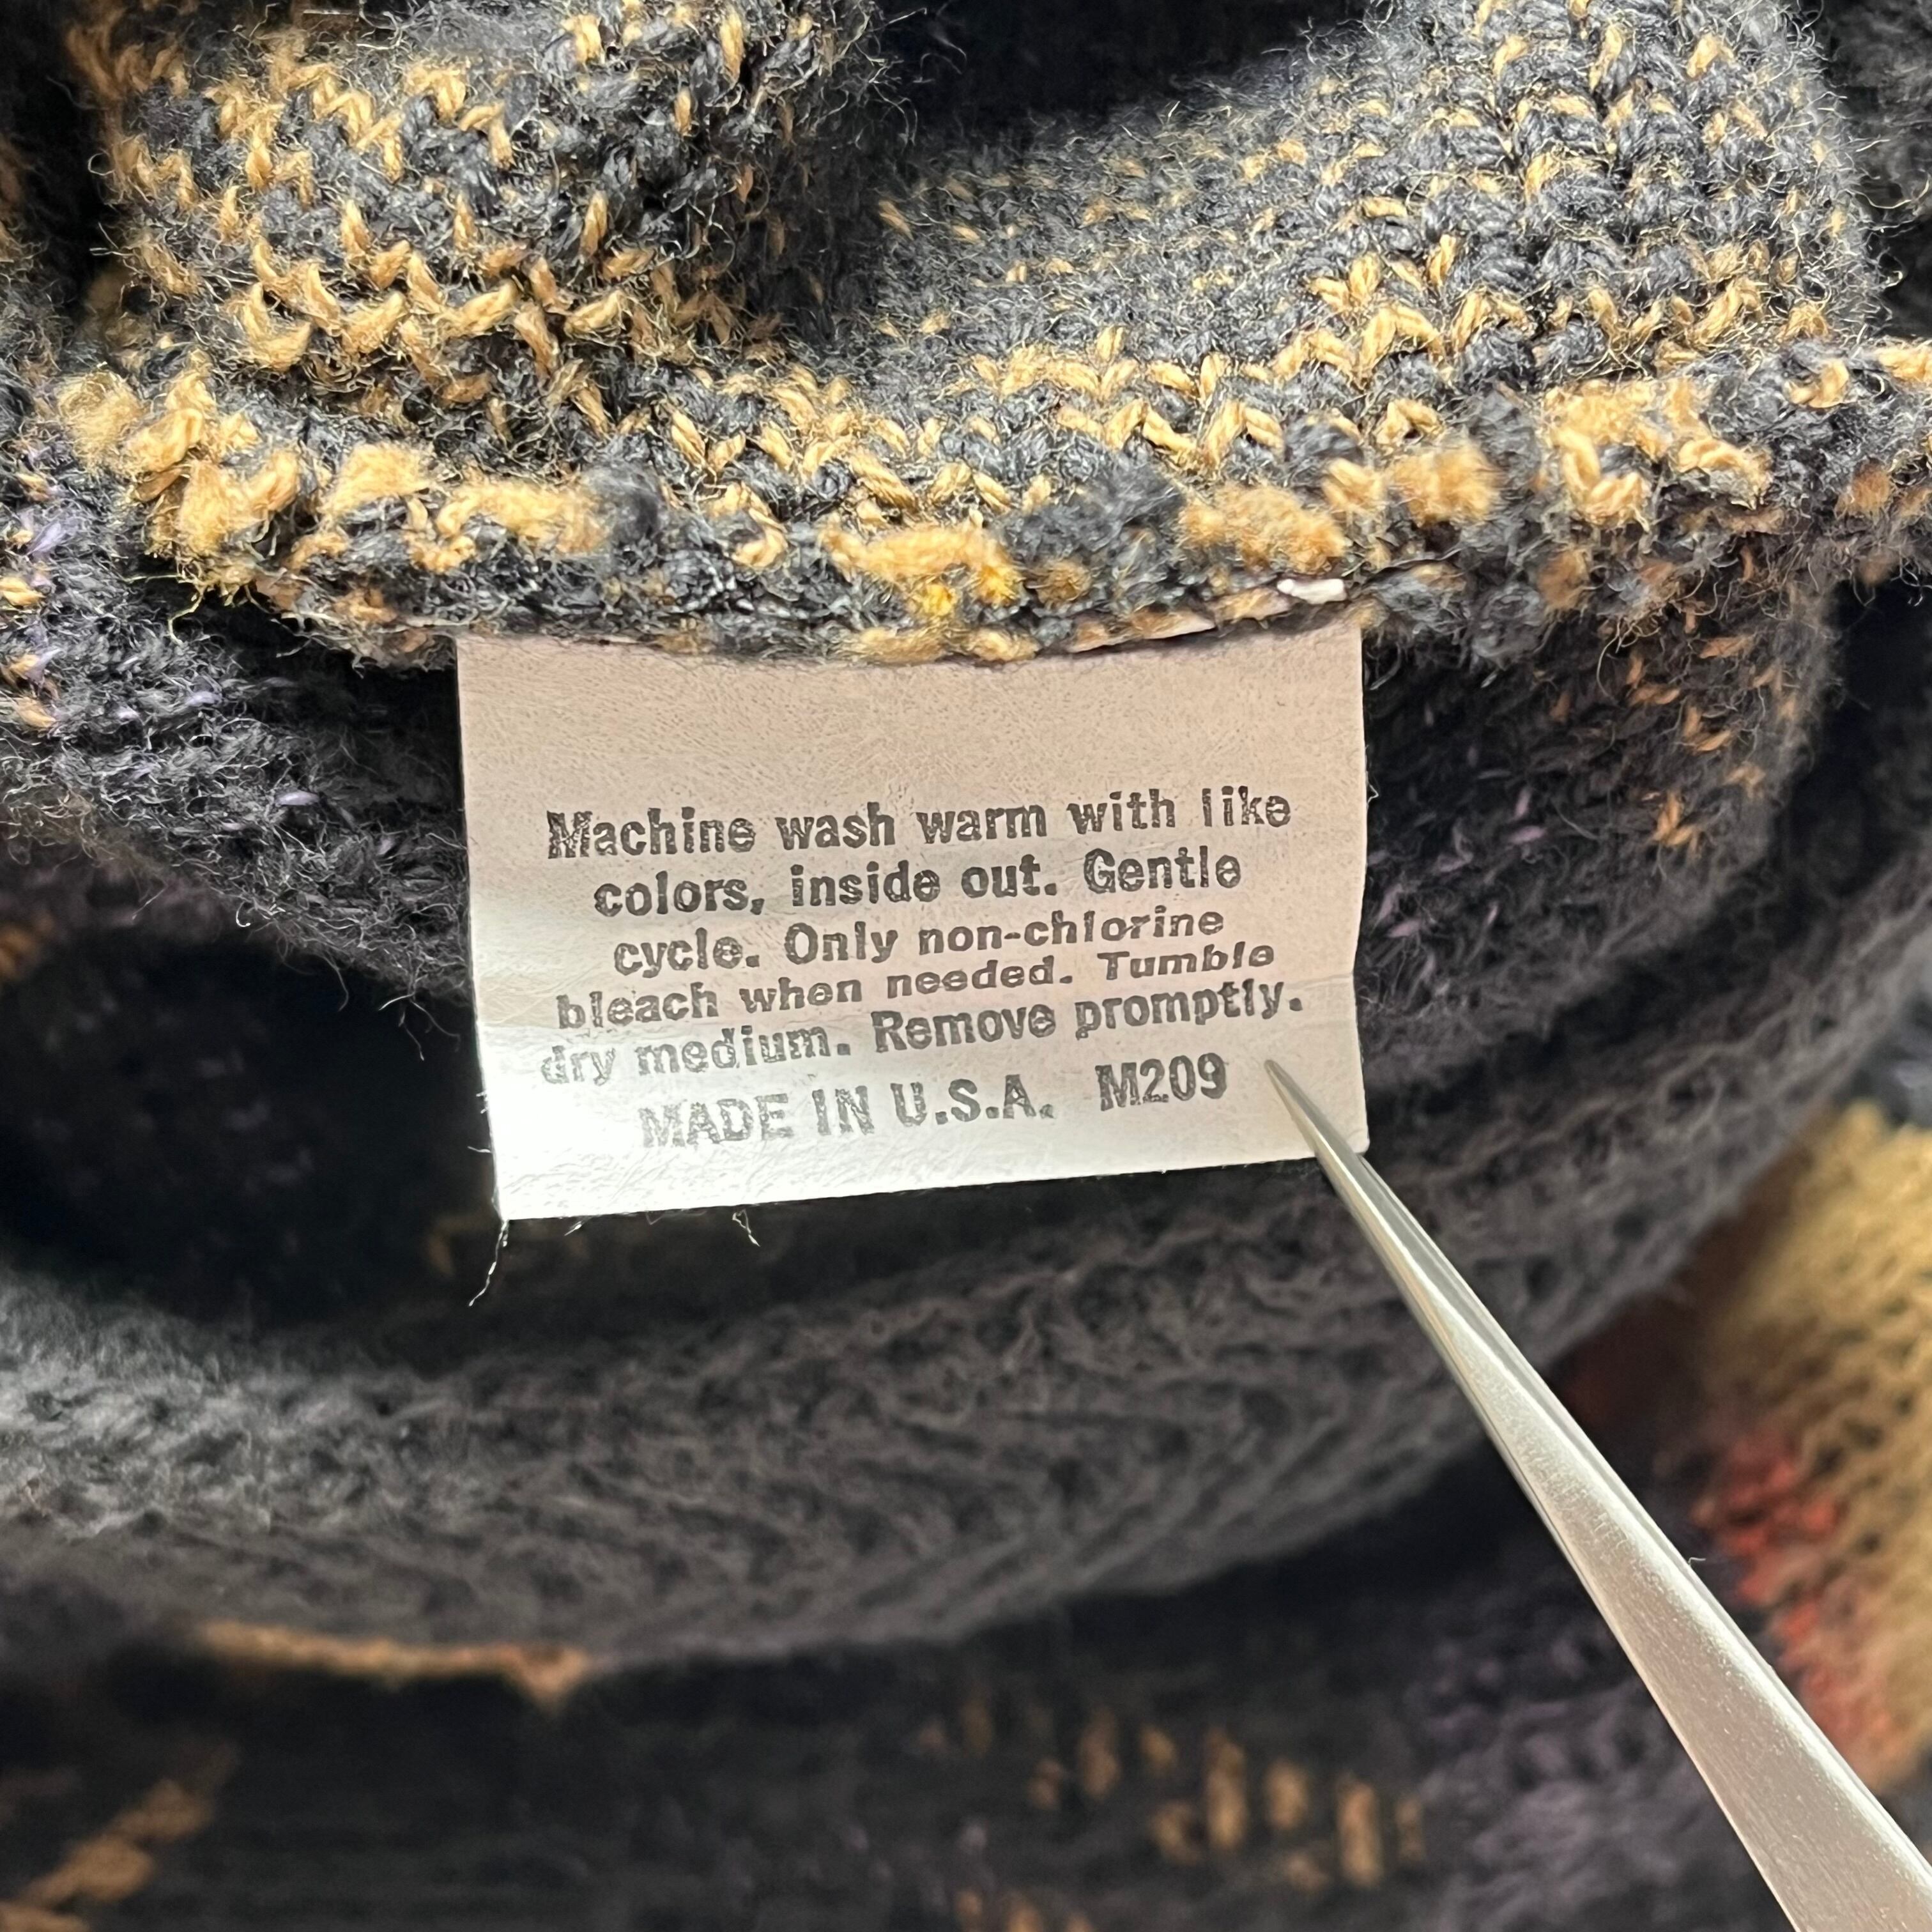 Machine wash warm with like
colors, inside out. Gentle
cycle. Only non-chlorine
bleach when needed. Tumble
dry medium. Remove promptly.
MADE IN U.S.A. M209